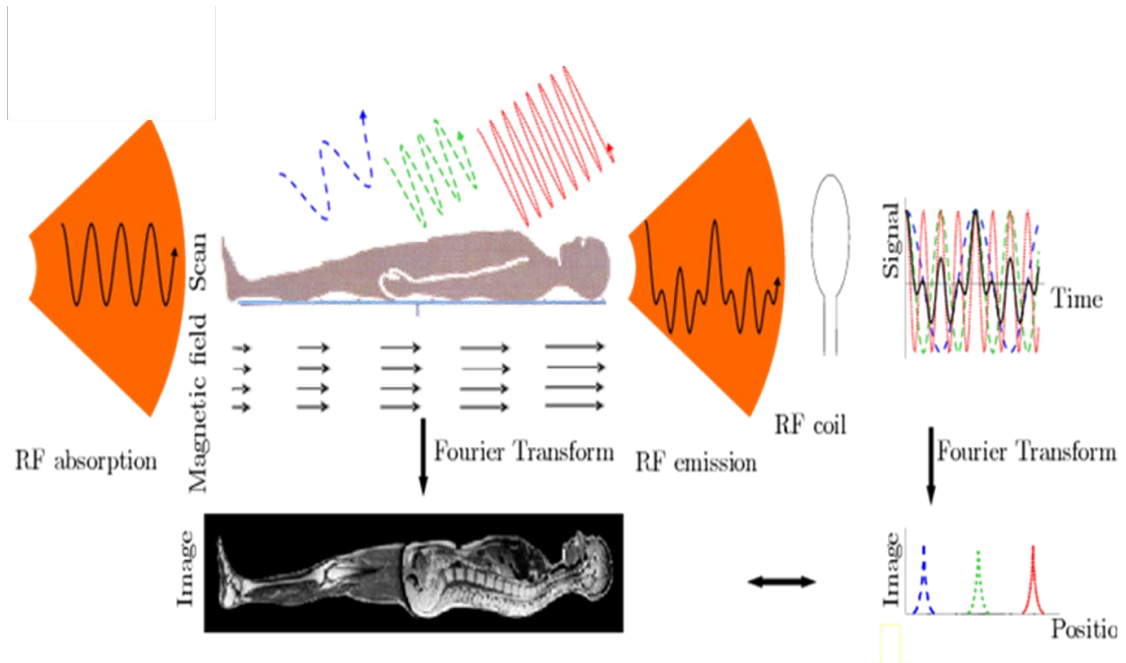 Scan
Signal
Time
Magnetic field
RF absorption
Fourier Transform
RF emission
RF coil
Fourier Transform
Image
Image
Positio